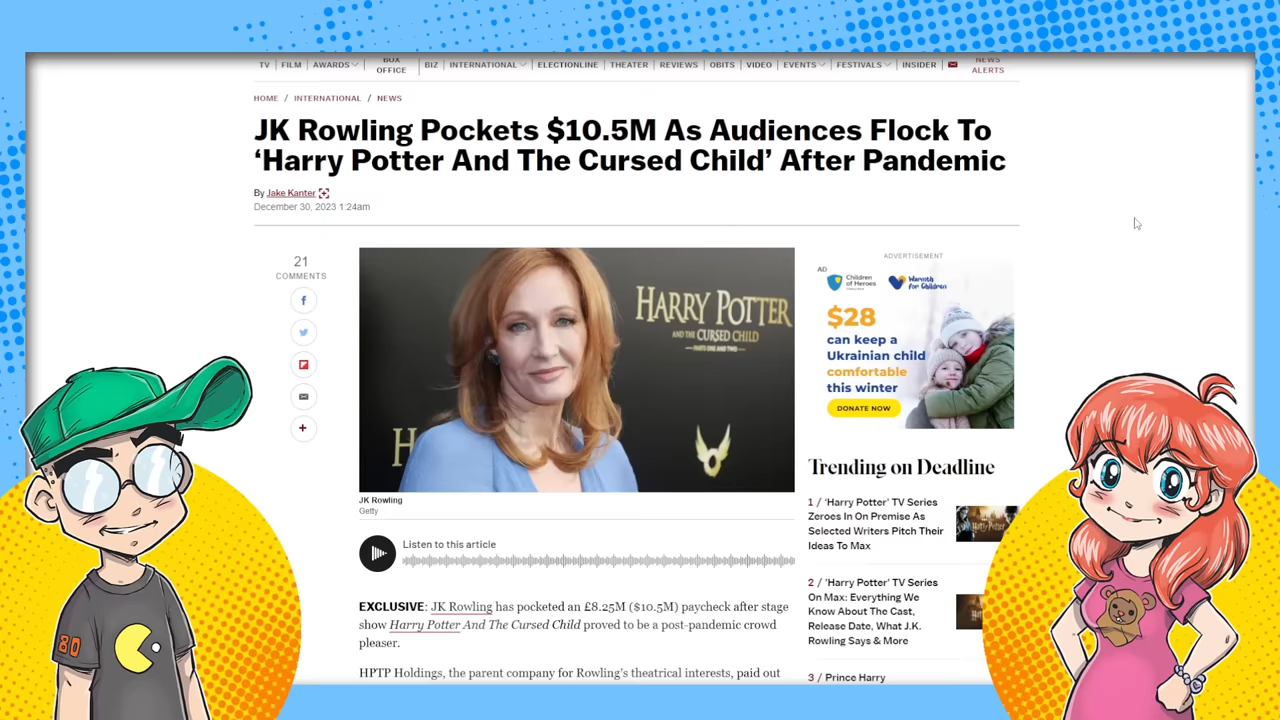 TV | FILM | AWARDS | BOX OFFICE | BIZ | INTERNATIONAL | ELECTIONLINE | THEATER | REVIEWS | OBITS | VIDEO | EVENTS | FESTIVALS | INSIDER | NEWS ALERTS
HOME / INTERNATIONAL / NEWS
JK Rowling Pockets $10.5M As Audiences Flock To
‘Harry Potter And The Cursed Child’ After Pandemic
By Jake Kanter
December 30, 2023 1:24am
21
COMMENTS
HARRY POTTER
AND THE CURSED CHILD
PARTS ONE AND TWO
H
JK Rowling
Getty
Listen to this article
EXCLUSIVE: JK Rowling has pocketed an £8.25M ($10.5M) paycheck after stage
show Harry Potter And The Cursed Child proved to be a post-pandemic crowd
pleaser.
HPTP Holdings, the parent company for Rowling’s theatrical interests, paid out
ADVERTISEMENT
AD
Children
of Heroes
Warmth
for Children
$28
can keep a
Ukrainian child
comfortable
this winter
DONATE NOW
Trending on Deadline
1 / ‘Harry Potter’ TV Series
Zeroes In On Premise As
Selected Writers Pitch Their
Ideas To Max
2 / ‘Harry Potter’ TV Series
On Max: Everything We
Know About The Cast,
Release Date, What J.K.
Rowling Says & More
3 / Prince Harry
80